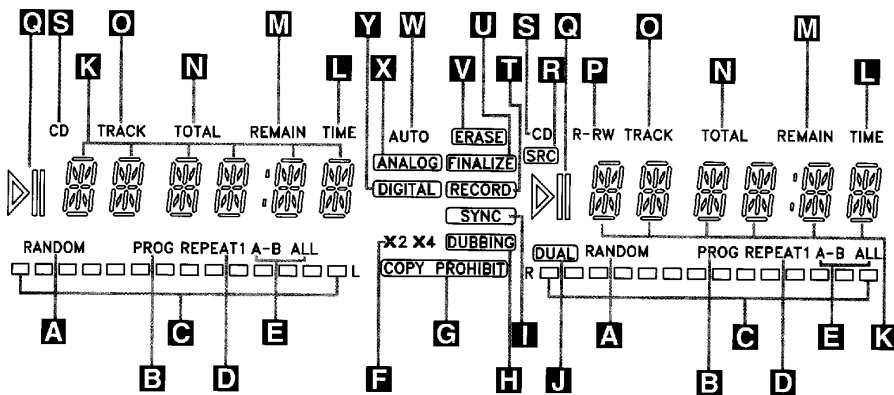 Q S O M Y W U S Q O M
K N L X V T R P N L
CD TRACK TOTAL REMAIN TIME AUTO ERASE CD R-RW TRACK TOTAL REMAIN TIME
ANALOG FINALIZE SRC
DIGITAL RECORD
SYNC
RANDOM PROG REPEAT1 A-B ALL X2 X4 DUBBING DUAL RANDOM PROG REPEAT1 A-B ALL
L COPY PROHIBIT R
A C E G I A C E K
B D F H J B D